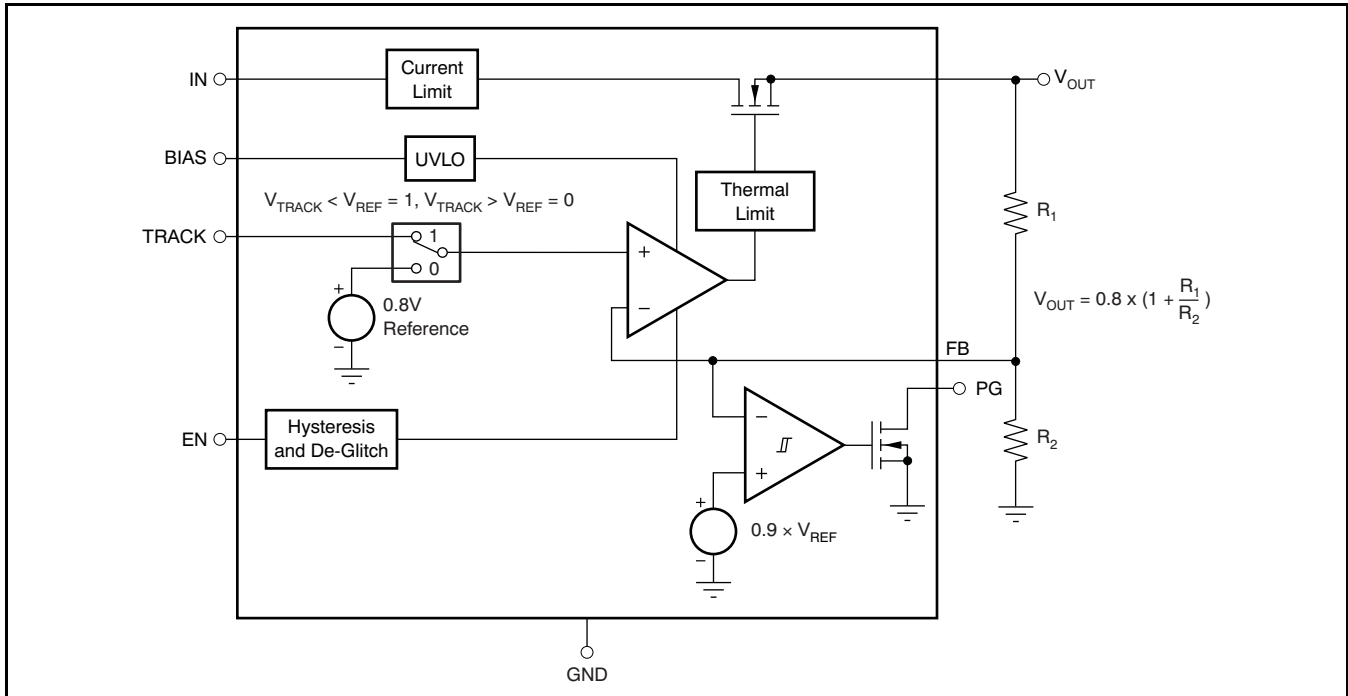 IN
Current
Limit
V_OUT
BIAS
UVLO
V_TRACK < V_REF = 1, V_TRACK > V_REF = 0
Thermal
Limit
TRACK
1
0
+
−
R_1
+
0.8V
Reference
−
V_OUT = 0.8 x (1 + R_1/R_2)
FB
PG
EN
Hysteresis
and De-Glitch
−
+
R_2
+
0.9 × V_REF
−
GND